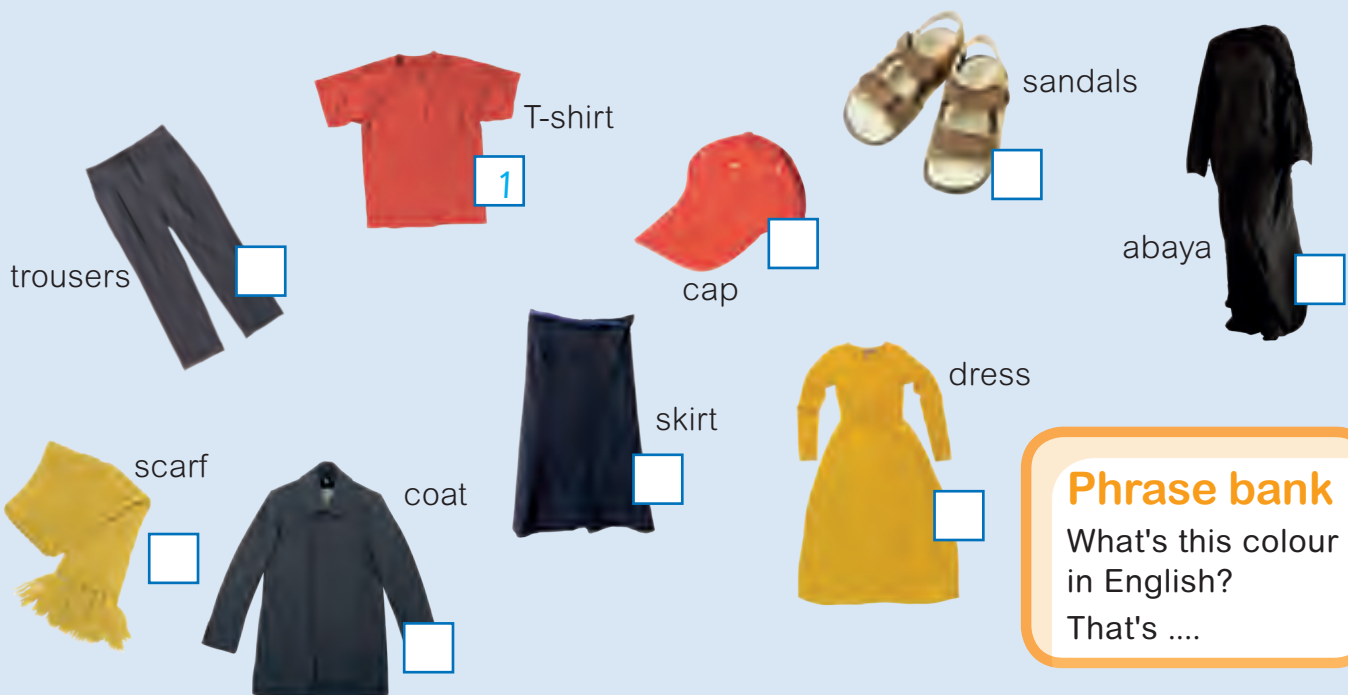 T-shirt
1
sandals
trousers
cap
abaya
skirt
dress
scarf
coat
Phrase bank
What's this colour
in English?
That's ....